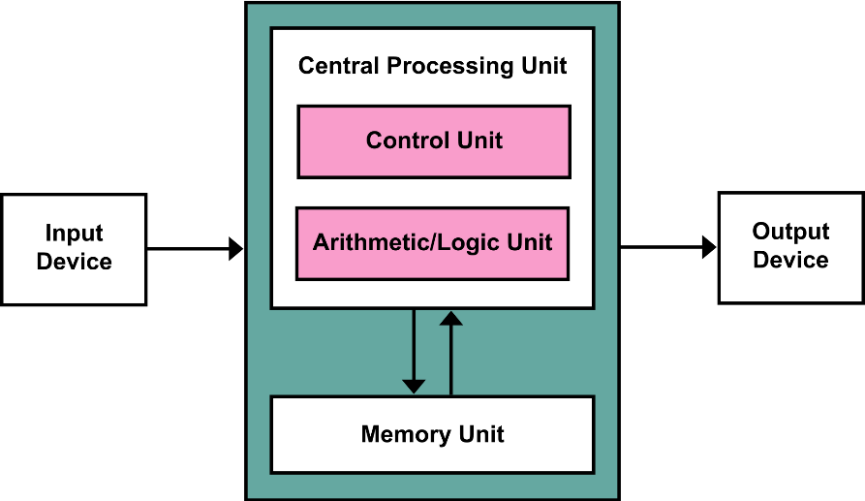 Central Processing Unit
Control Unit
Arithmetic/Logic Unit
Input
Device
Output
Device
Memory Unit